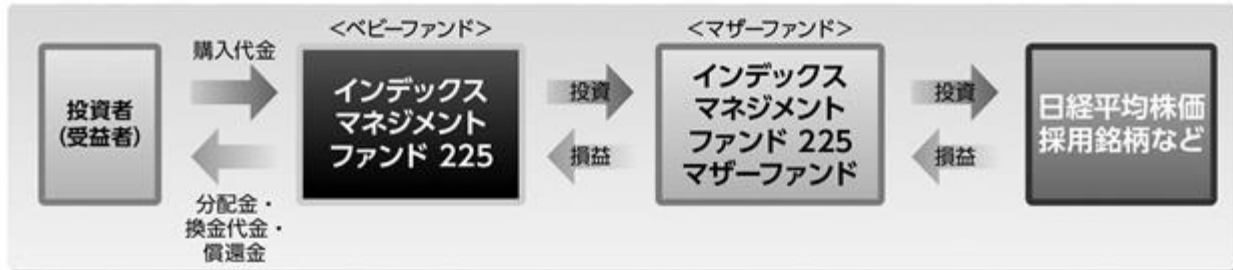 <ベビーファンド>
<マザーファンド>
購入代金
投資者
(受益者)
分配金・
換金代金・
償還金
インデックス
マネジメント
ファンド 225
投資
損益
インデックス
マネジメント
ファンド 225
マザーファンド
投資
損益
日経平均株価
採用銘柄など